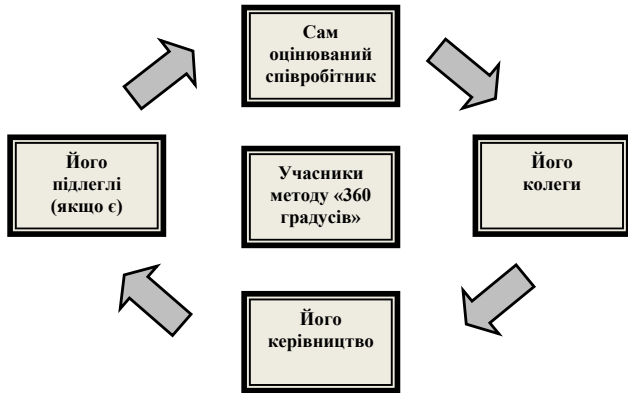 Сам
оцінюваний
співробітник
Його
підлеглі
(якщо є)
Учасники
методу «360
градусів»
Його
колеги
Його
керівництво